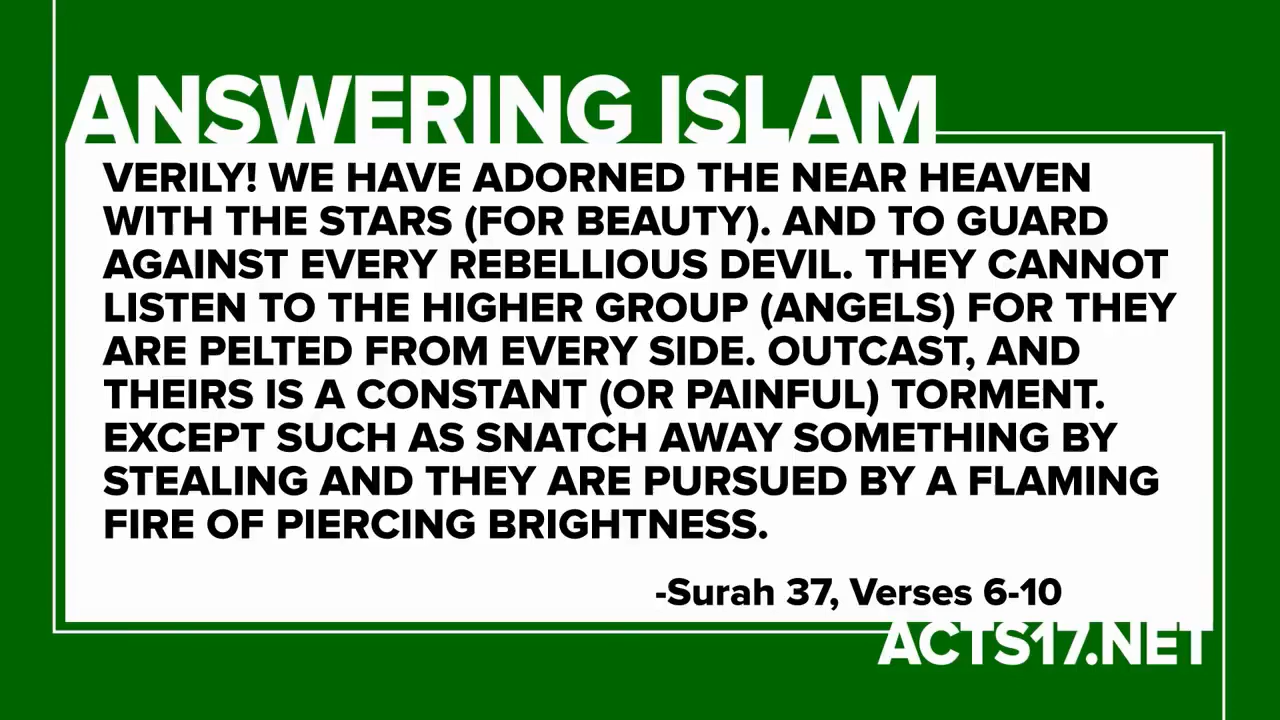 ANSWERING ISLAM
VERILY! WE HAVE ADORNED THE NEAR HEAVEN
WITH THE STARS (FOR BEAUTY). AND TO GUARD
AGAINST EVERY REBELLIOUS DEVIL. THEY CANNOT
LISTEN TO THE HIGHER GROUP (ANGELS) FOR THEY
ARE PELTED FROM EVERY SIDE. OUTCAST, AND
THEIRS IS A CONSTANT (OR PAINFUL) TORMENT.
EXCEPT SUCH AS SNATCH AWAY SOMETHING BY
STEALING AND THEY ARE PURSUED BY A FLAMING
FIRE OF PIERCING BRIGHTNESS.
-Surah 37, Verses 6-10
ACTS17.NET